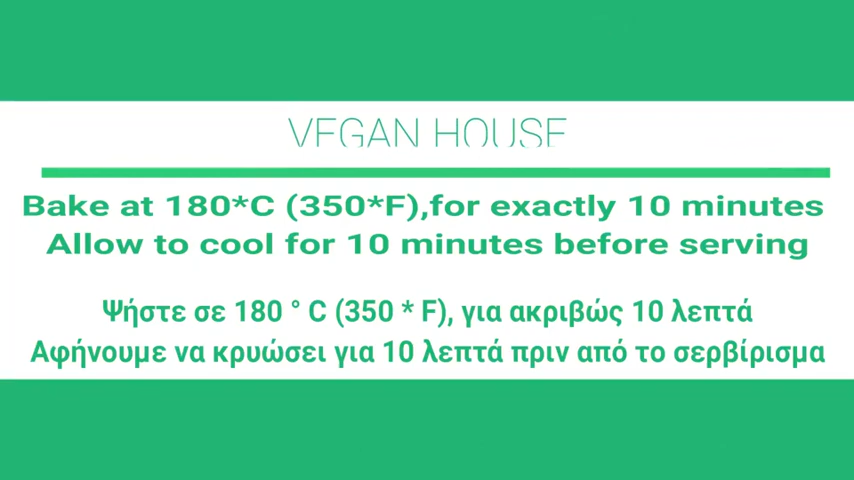 VEGAN HOUSE
Bake at 180*C (350*F),for exactly 10 minutes
Allow to cool for 10 minutes before serving
Ψήστε σε 180 ° C (350 * F), για ακριβώς 10 λεπτά
Αφήνουμε να κρυώσει για 10 λεπτά πριν από το σερβίρισμα